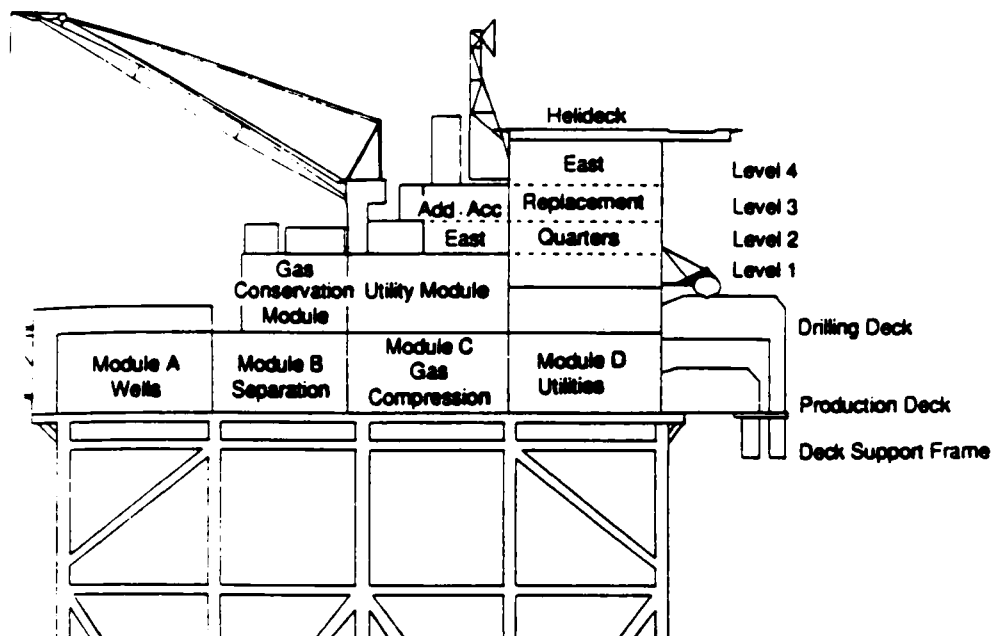 Helideck
East
Level 4
Add. Acc
Replacement
Level 3
East
Quarters
Level 2
Gas
Conservation
Module
Utility Module
Level 1
Drilling Deck
Module A
Wells
Module B
Separation
Module C
Gas
Compression
Module D
Utilities
Production Deck
Deck Support Frame